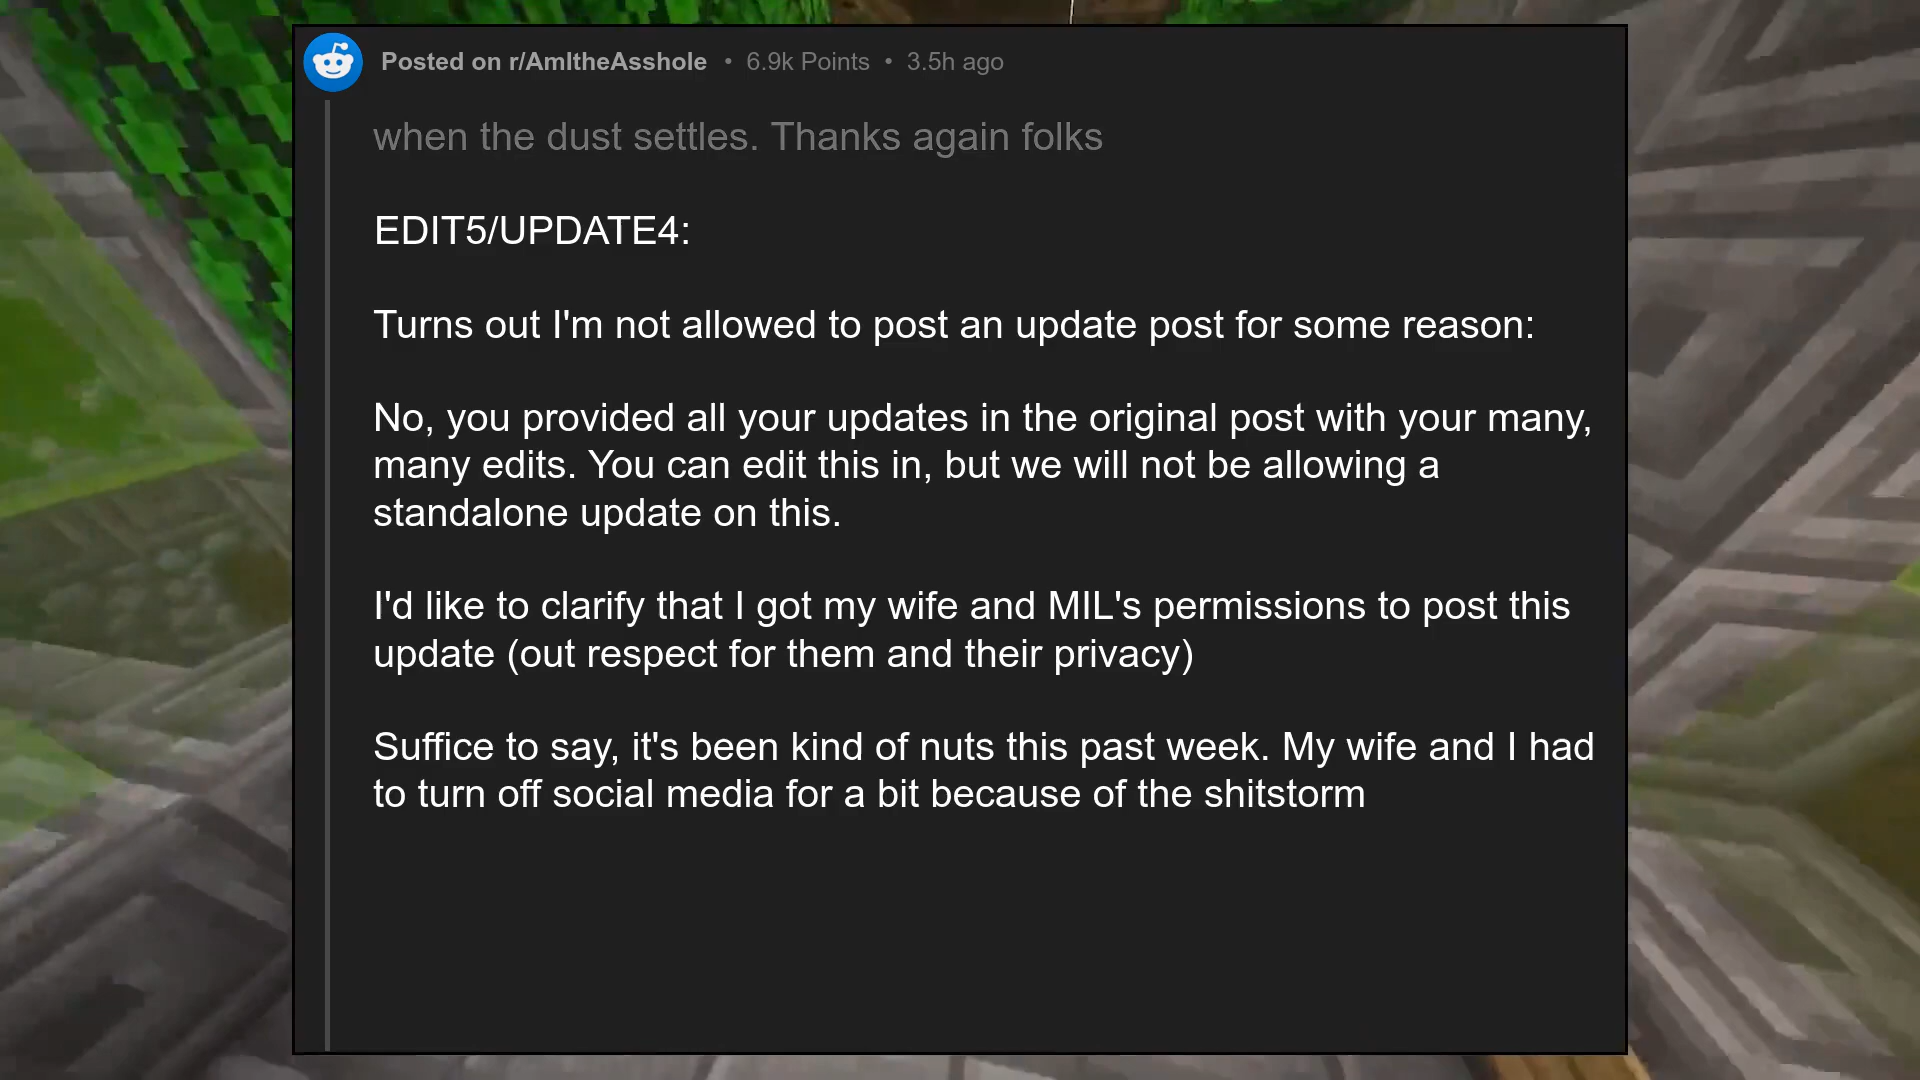 Posted on r/AmItheAsshole • 6.9k Points • 3.5h ago
when the dust settles. Thanks again folks
EDIT5/UPDATE4:
Turns out I'm not allowed to post an update post for some reason:
No, you provided all your updates in the original post with your many,
many edits. You can edit this in, but we will not be allowing a
standalone update on this.
I'd like to clarify that I got my wife and MIL's permissions to post this
update (out respect for them and their privacy)
Suffice to say, it's been kind of nuts this past week. My wife and I had
to turn off social media for a bit because of the shitstorm